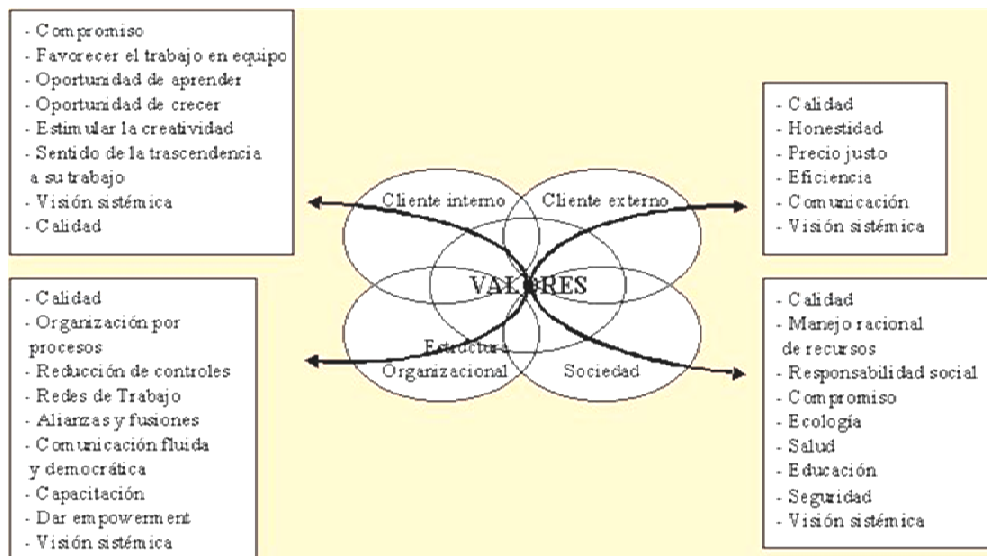 - Compromiso
- Favorecer el trabajo en equipo
- Oportunidad de aprender
- Oportunidad de crecer
- Estimular la creatividad
- Sentido de la trascendencia
a su trabajo
- Visión sistémica
- Calidad
- Calidad
- Honestidad
- Precio justo
- Eficiencia
- Comunicación
- Visión sistémica
Cliente interno
Cliente externo
VALORES
Estructura
Organizacional
Sociedad
- Calidad
- Organización por
procesos
- Reducción de controles
- Redes de Trabajo
- Alianzas y fusiones
- Comunicación fluida
y democrática
- Capacitación
- Dar empowerment
- Visión sistémica
- Calidad
- Manejo racional
de recursos
- Responsabilidad social
- Compromiso
- Ecología
- Salud
- Educación
- Seguridad
- Visión sistémica